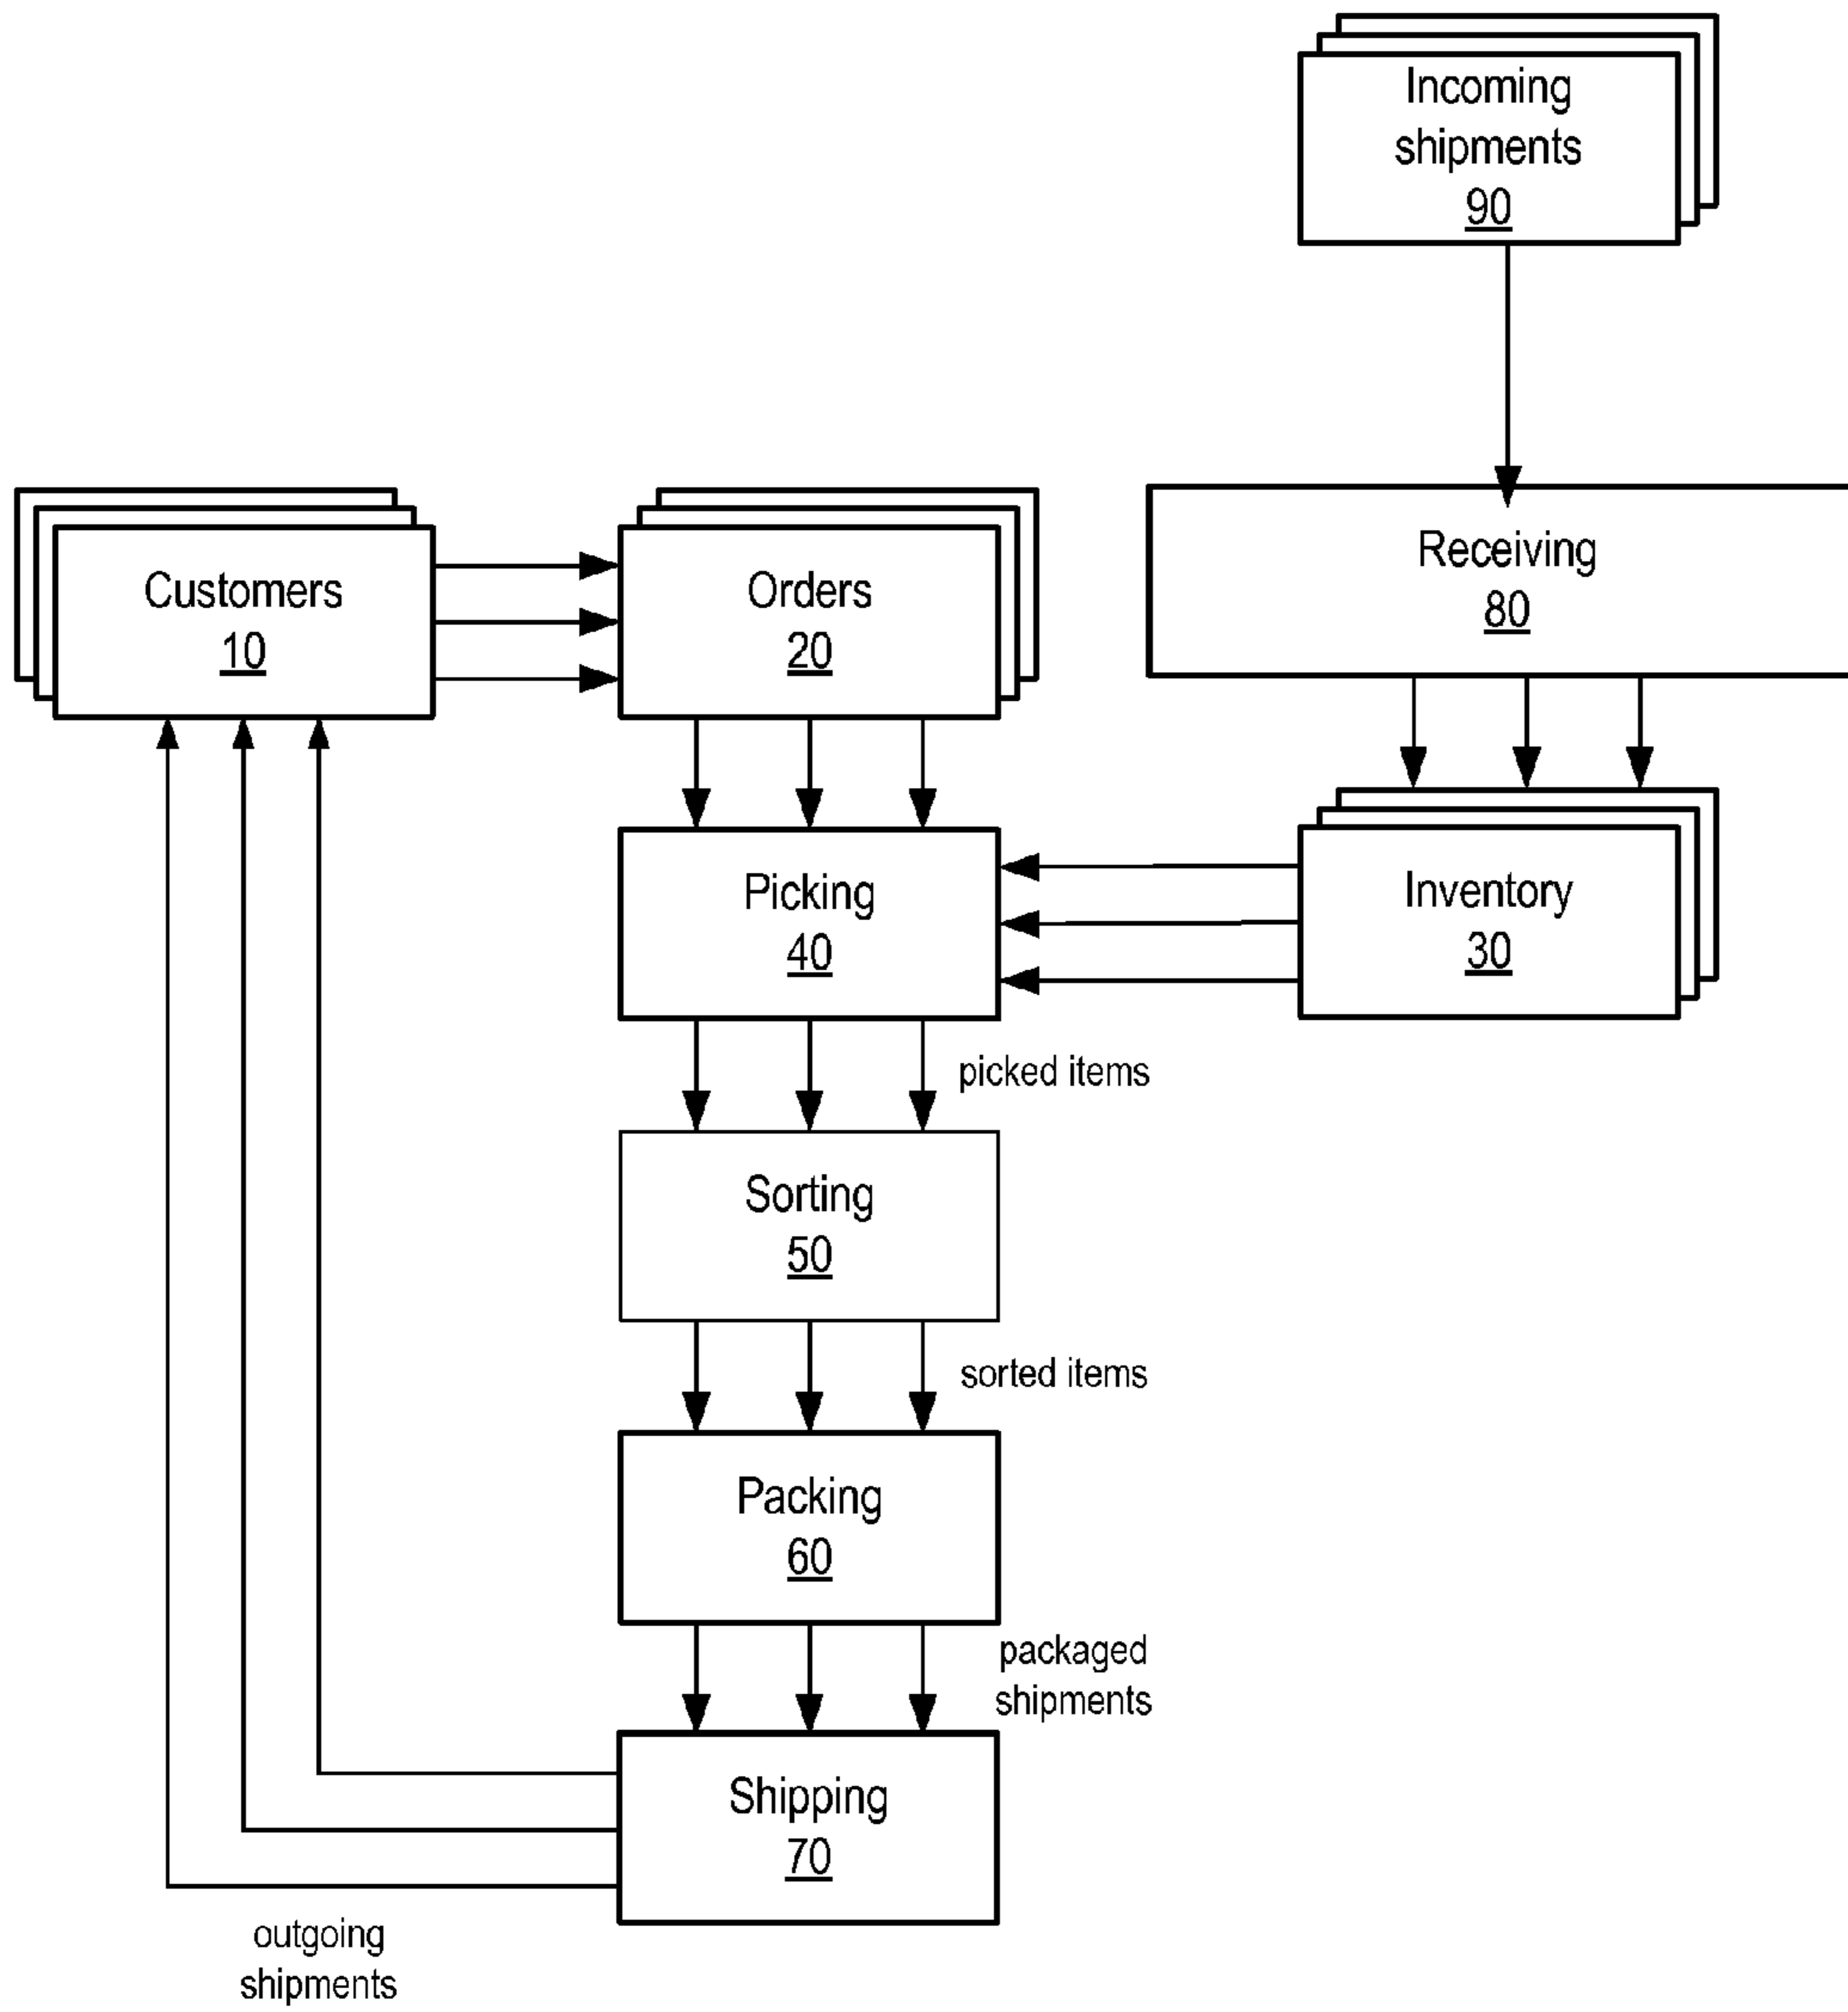 Incoming
shipments
90
Receiving
80
Customers
10
Orders
20
Picking
40
Inventory
30
picked items
Sorting
50
sorted items
Packing
60
packaged
shipments
Shipping
70
outgoing
shipments